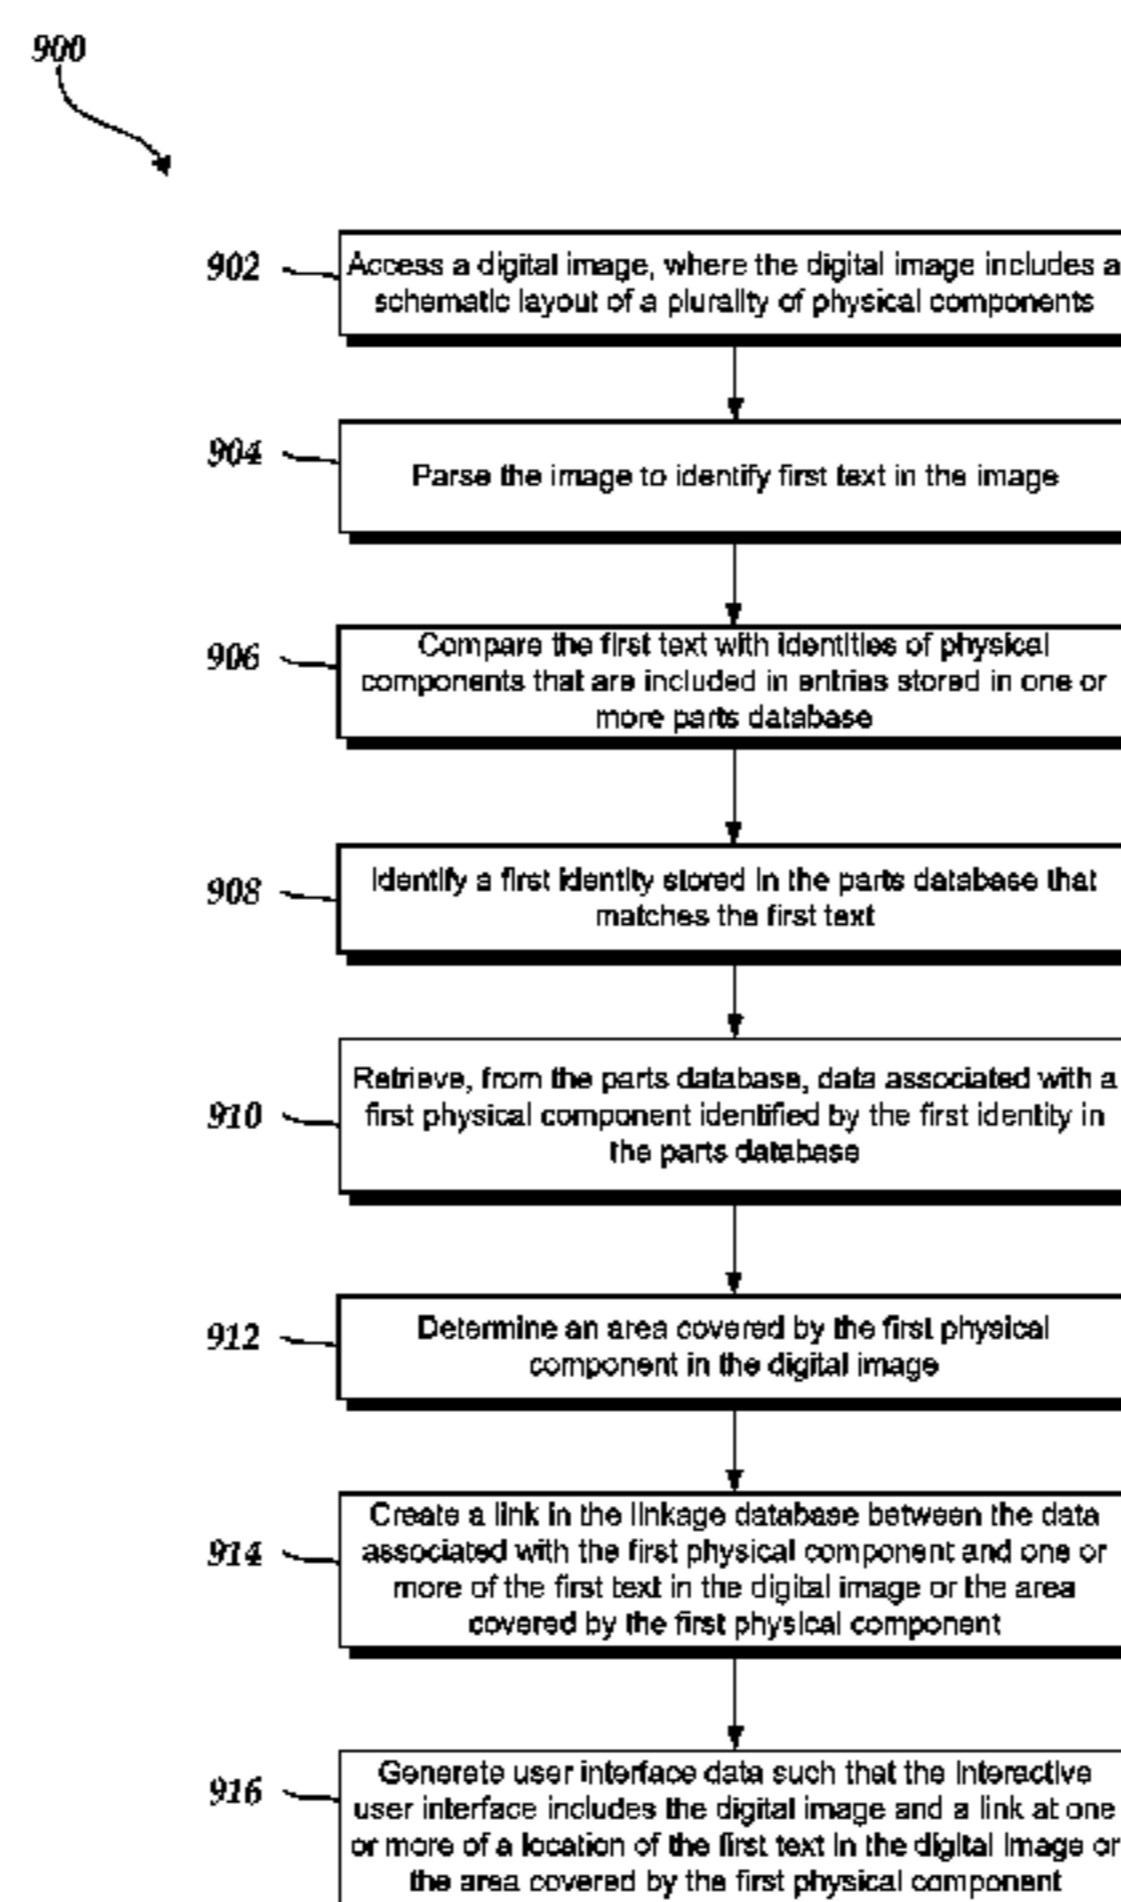 900
902
Access a digital image, where the digital image includes a
schematic layout of a plurality of physical components
904
Parse the image to identify first text in the image
906
Compare the first text with identities of physical
components that are included in entries stored in one or
more parts database
908
Identify a first identity stored in the parts database that
matches the first text
910
Retrieve, from the parts database, data associated with a
first physical component identified by the first identity in
the parts database
912
Determine an area covered by the first physical
component in the digital image
914
Create a link in the linkage database between the data
associated with the first physical component and one or
more of the first text in the digital image or the area
covered by the first physical component
916
Generate user interface data such that the interactive
user interface includes the digital image and a link at one
or more of a location of the first text in the digital image or
the area covered by the first physical component